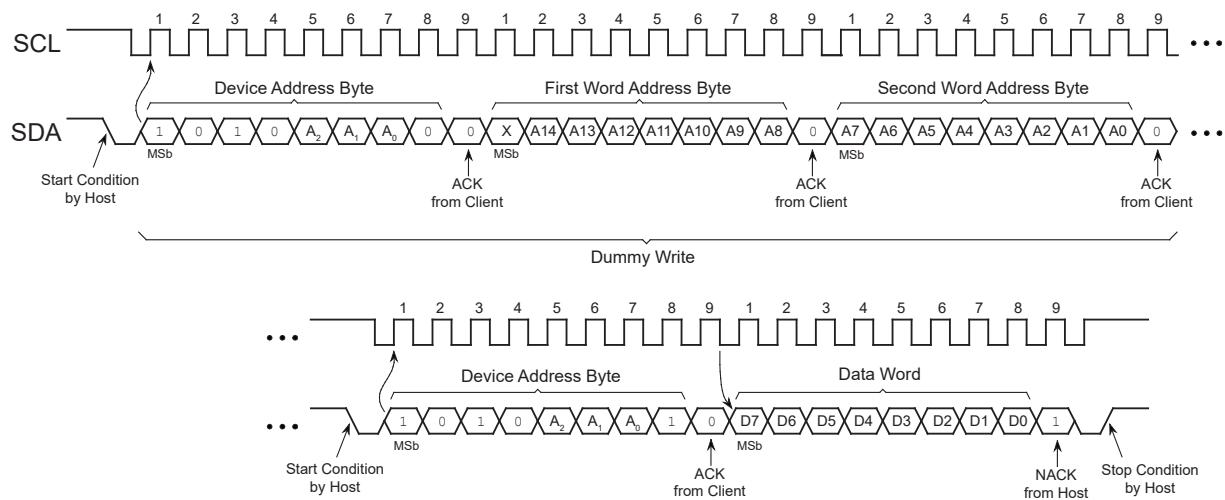 SCL
1 2 3 4 5 6 7 8 9 1 2 3 4 5 6 7 8 9 1 2 3 4 5 6 7 8 9
Device Address Byte First Word Address Byte Second Word Address Byte
SDA
1 0 1 0 A2 A1 A0 0 0 X A14 A13 A12 A11 A10 A9 A8 0 A7 A6 A5 A4 A3 A2 A1 A0 0
MSb MSb MSb
Start Condition
by Host
ACK
from Client
ACK
from Client
ACK
from Client
Dummy Write
1 2 3 4 5 6 7 8 9 1 2 3 4 5 6 7 8 9
Device Address Byte Data Word
1 0 1 0 A2 A1 A0 1 0 D7 D6 D5 D4 D3 D2 D1 D0 1
MSb MSb
Start Condition
by Host
ACK
from Client
NACK
from Host
Stop Condition
by Host